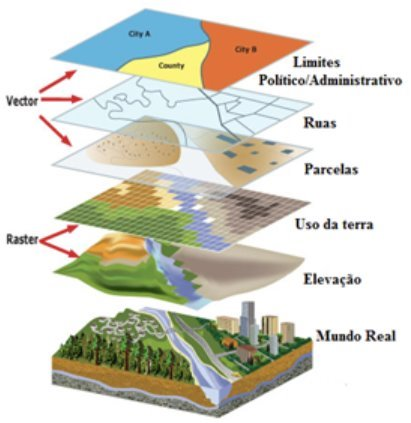 City A
City B
County
Limites
Político/Administrativo
Vector
Ruas
Parcelas
Uso da terra
Raster
Elevação
Mundo Real